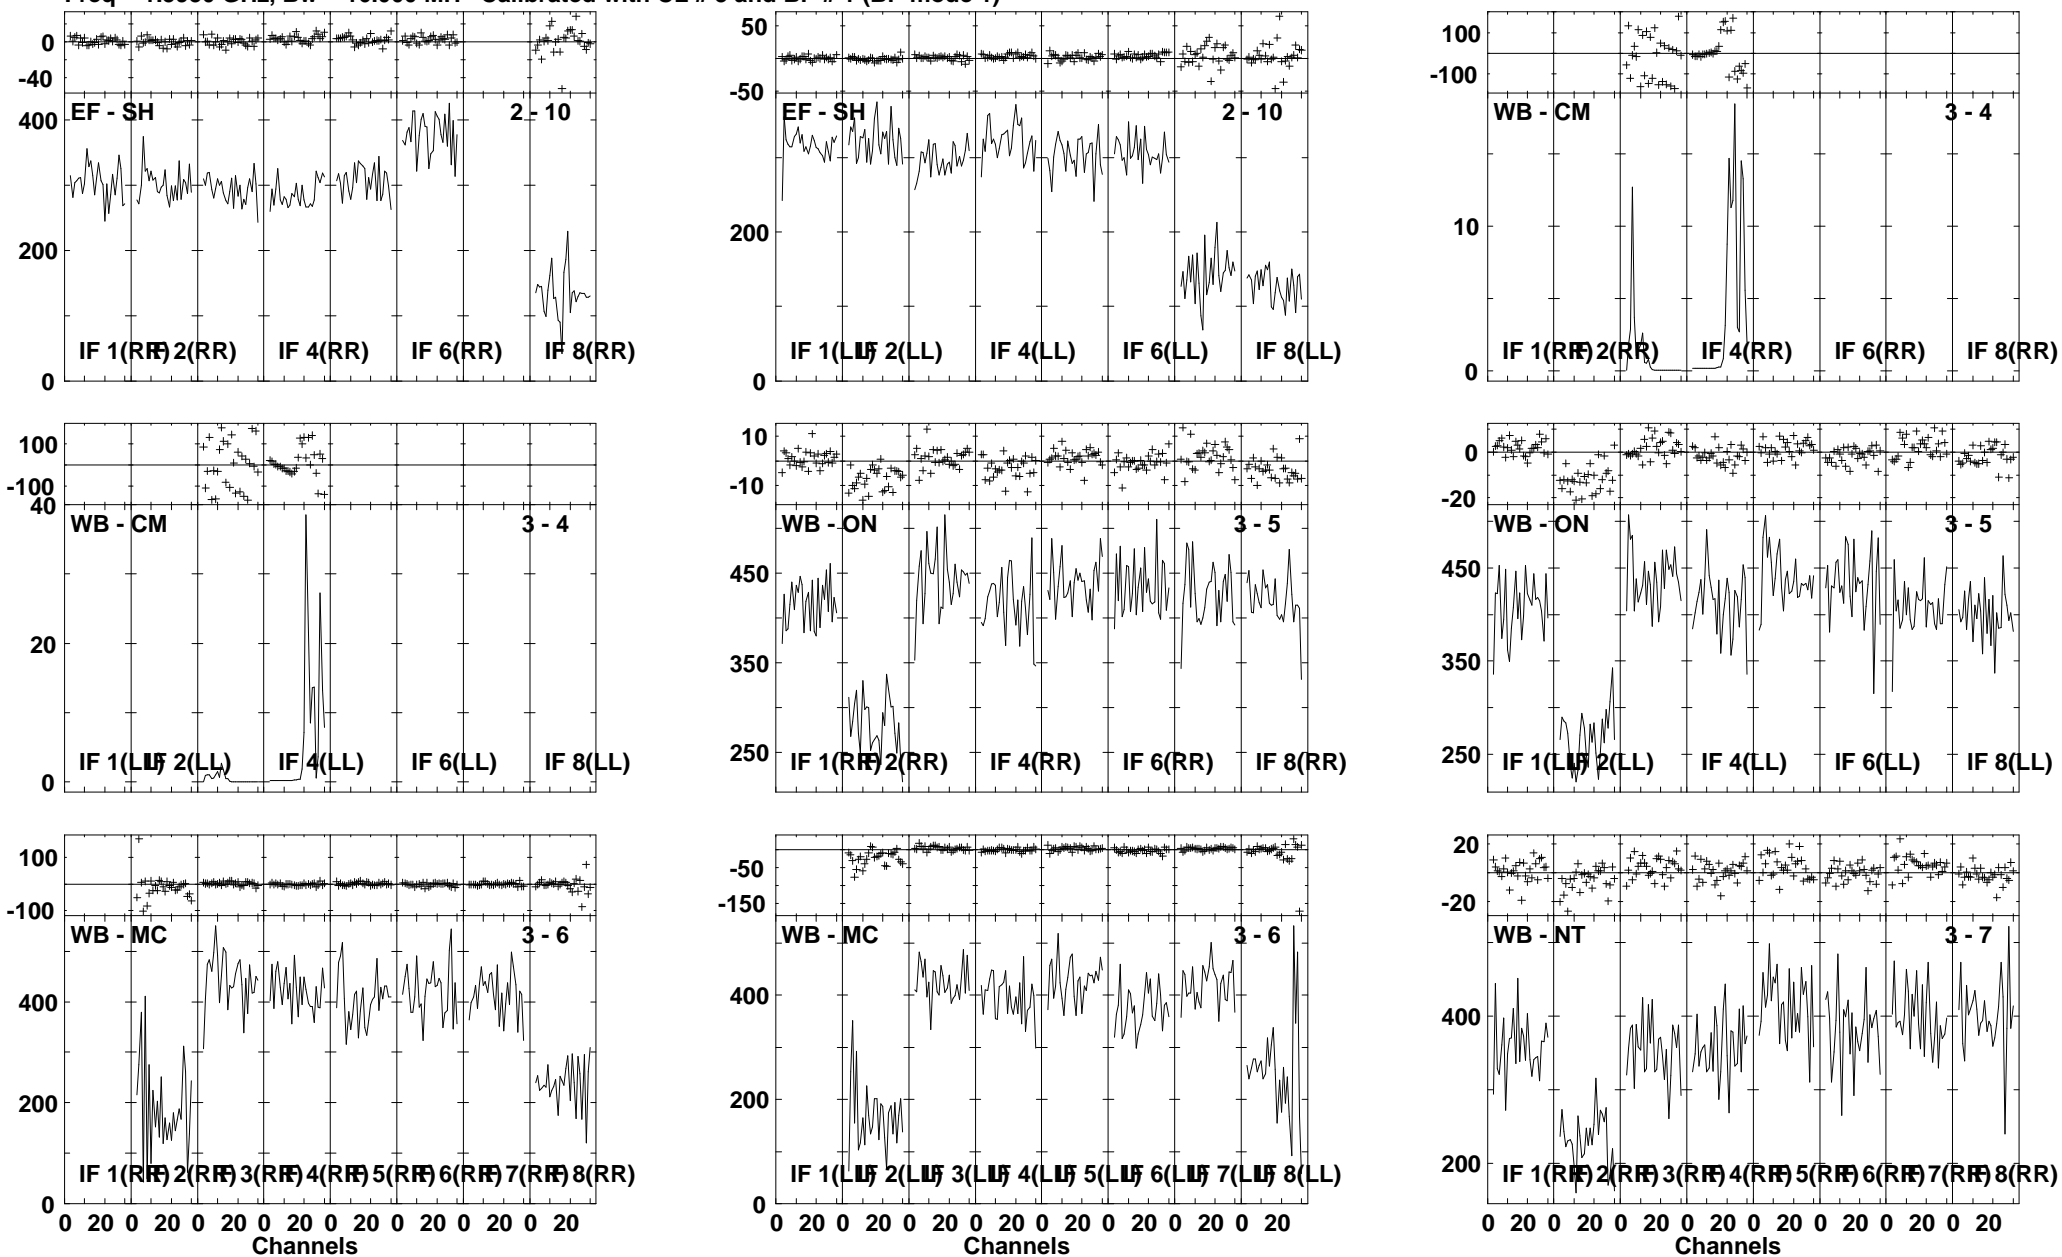 0
-40
400
200
0
EF - SH 2 - 10
IF 1(RR) IF 2(RR) IF 4(RR) IF 6(RR) IF 8(RR)
50
-50
200
0
EF - SH 2 - 10
IF 1(LL) IF 2(LL) IF 4(LL) IF 6(LL) IF 8(LL)
100
-100
10
0
WB - CM 3 - 4
IF 1(RR) IF 2(RR) IF 4(RR) IF 6(RR) IF 8(RR)
100
-100
40
20
0
WB - CM 3 - 4
IF 1(LL) IF 2(LL) IF 4(LL) IF 6(LL) IF 8(LL)
10
-10
450
350
250
WB - ON 3 - 5
IF 1(RR) IF 2(RR) IF 4(RR) IF 6(RR) IF 8(RR)
0
-20
450
350
250
WB - ON 3 - 5
IF 1(LL) IF 2(LL) IF 4(LL) IF 6(LL) IF 8(LL)
100
-100
400
200
0
WB - MC 3 - 6
IF 1(RR) IF 2(RR) IF 3(RR) IF 4(RR) IF 5(RR) IF 6(RR) IF 7(RR) IF 8(RR)
0 20 0 20 0 20 0 20 0 20 0 20 0 20 0 20
Channels
-50
-150
400
200
0
WB - MC 3 - 6
IF 1(LL) IF 2(LL) IF 3(LL) IF 4(LL) IF 5(LL) IF 6(LL) IF 7(LL) IF 8(LL)
0 20 0 20 0 20 0 20 0 20 0 20 0 20 0 20
Channels
20
-20
400
200
WB - NT 3 - 7
IF 1(RR) IF 2(RR) IF 3(RR) IF 4(RR) IF 5(RR) IF 6(RR) IF 7(RR) IF 8(RR)
0 20 0 20 0 20 0 20 0 20 0 20 0 20 0 20
Channels